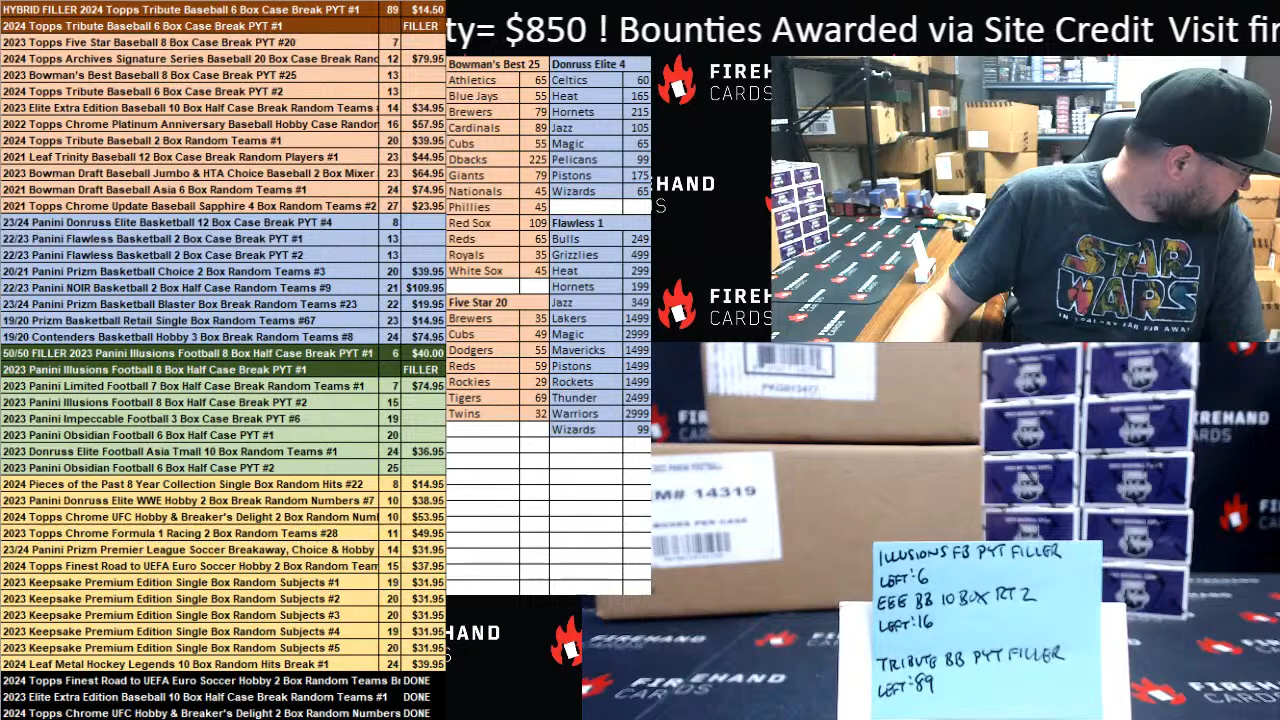 HYBRID FILLER 2024 Topps Tribute Baseball 6 Box Case Break PYT #1 89 $14.50
2024 Topps Tribute Baseball 6 Box Case Break PYT #1 FILLER
2023 Topps Five Star Baseball 8 Box Case Break PYT #20 7
2024 Topps Archives Signature Series Baseball 20 Box Case Break Rand 12 $79.95
2023 Bowman's Best Baseball 8 Box Case Break PYT #25 13
2024 Topps Tribute Baseball 6 Box Case Break PYT #2 13
2023 Elite Extra Edition Baseball 10 Box Half Case Break Random Teams 14 $34.95
2022 Topps Chrome Platinum Anniversary Baseball Hobby Case Random 16 $57.95
2024 Topps Tribute Baseball 2 Box Random Teams #1 20 $39.95
2021 Leaf Trinity Baseball 12 Box Case Break Random Players #1 23 $44.95
2023 Bowman Draft Baseball Jumbo & HTA Choice Baseball 2 Box Mixer 23 $64.95
2021 Bowman Draft Baseball Asia 6 Box Random Teams #1 24 $74.95
2021 Topps Chrome Update Baseball Sapphire 4 Box Random Teams #2 27 $23.95
23/24 Panini Donruss Elite Basketball 12 Box Case Break PYT #4 8
22/23 Panini Flawless Basketball 2 Box Case Break PYT #1 13
22/23 Panini Flawless Basketball 2 Box Case Break PYT #2 13
20/21 Panini Prizm Basketball Choice 2 Box Random Teams #3 20 $39.95
22/23 Panini NOIR Basketball 2 Box Half Case Random Teams #9 21 $109.95
23/24 Panini Prizm Basketball Blaster Box Break Random Teams #23 22 $19.95
19/20 Prizm Basketball Retail Single Box Random Teams #67 23 $14.95
19/20 Contenders Basketball Hobby 3 Box Break Random Teams #8 24 $74.95
50/50 FILLER 2023 Panini Illusions Football 8 Box Half Case Break PYT #1 6 $40.00
2023 Panini Illusions Football 8 Box Half Case Break PYT #1 FILLER
2023 Panini Limited Football 7 Box Half Case Break Random Teams #1 7 $74.95
2023 Panini Illusions Football 8 Box Half Case Break PYT #2 15
2023 Panini Impeccable Football 3 Box Case Break PYT #6 19
2023 Panini Obsidian Football 6 Box Half Case PYT #1 20
2023 Donruss Elite Football Asia Tmall 10 Box Random Teams #1 24 $36.95
2023 Panini Obsidian Football 6 Box Half Case PYT #2 25
2024 Pieces of the Past 8 Year Collection Single Box Random Hits #22 8 $14.95
2023 Panini Donruss Elite WWE Hobby 2 Box Break Random Numbers #7 10 $38.95
2024 Topps Chrome UFC Hobby & Breaker's Delight 2 Box Random Numl 10 $53.95
2023 Topps Chrome Formula 1 Racing 2 Box Random Teams #28 11 $49.95
23/24 Panini Prizm Premier League Soccer Breakaway, Choice & Hobby 14 $31.95
2024 Topps Finest Road to UEFA Euro Soccer Hobby 2 Box Random Team 15 $37.95
2023 Keepsake Premium Edition Single Box Random Subjects #1 19 $31.95
2023 Keepsake Premium Edition Single Box Random Subjects #2 20 $31.95
2023 Keepsake Premium Edition Single Box Random Subjects #3 20 $31.95
2023 Keepsake Premium Edition Single Box Random Subjects #4 19 $31.95
2023 Keepsake Premium Edition Single Box Random Subjects #5 20 $31.95
2024 Leaf Metal Hockey Legends 10 Box Random Hits Break #1 24 $39.95
2024 Topps Finest Road to UEFA Euro Soccer Hobby 2 Box Random Teams B DONE
2023 Elite Extra Edition Baseball 10 Box Half Case Break Random Teams #1 DONE
2024 Topps Chrome UFC Hobby & Breaker's Delight 2 Box Random Numbers DONE
ty= $850 ! Bounties Awarded via Site Credit Visit fir
Bowman's Best 25
Athletics 65
Blue Jays 55
Brewers 79
Cardinals 89
Cubs 55
Dbacks 225
Giants 79
Nationals 45
Phillies 45
Red Sox 109
Reds 65
Royals 35
White Sox 45
Five Star 20
Brewers 35
Cubs 49
Dodgers 55
Reds 59
Rockies 29
Tigers 69
Twins 32
Donruss Elite 4
Celtics 60
Heat 165
Hornets 215
Jazz 105
Magic 65
Pelicans 99
Pistons 175
Wizards 65
Flawless 1
Bulls 249
Grizzlies 499
Heat 299
Hornets 199
Jazz 349
Lakers 1499
Magic 2999
Mavericks 1499
Pistons 1499
Rockets 1499
Thunder 2499
Warriors 2999
Wizards 99
FIREH
CARDS
EHAND
S
FIREH
CARDS
HAND
STAR
WARS
M# 14319
IREHAND
CARDS
ILLUSIONS FB PYT FILLER
LEFT: 6
EEE BB 10 BOX RT 2
LEFT: 16
TRIBUTE BB PYT FILLER
LEFT: 89
FIREHAND
CARDS
FIREHAND
CARDS